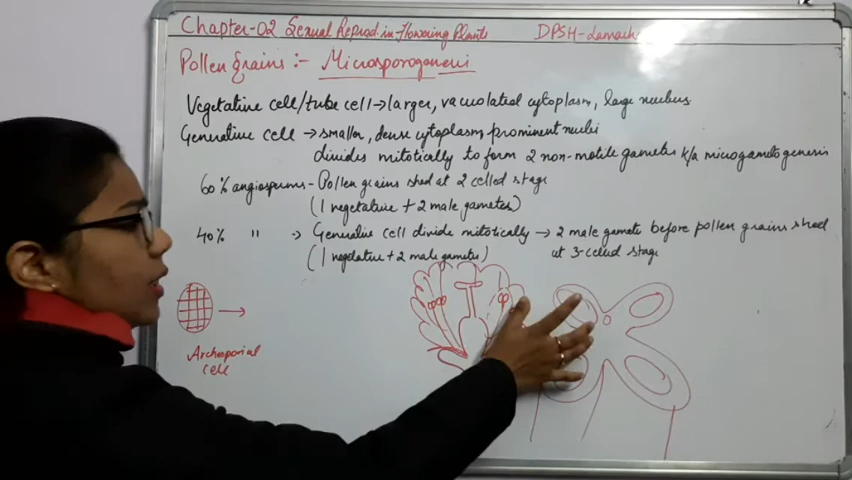 Chapter-02 Sexual Reprod in Flowering Plants DPSH-Lamach
Pollen Grains :- Microsporogenesi
Vegetative cell/tube cell → larger, vacuolated cytoplasm, large nucleus
Generative cell → smaller, dense cytoplasm prominent nuclei
divides mitotically to form 2 non-motile gametes k/a microgametogenesis
60% angiosperms - Pollen grains shed at 2 celled stage
(1 vegetative + 2 male gametes)
40% " → Generative cell divide mitotically → 2 male gamete before pollen grains shed
(1 vegetative + 2 male gametes) at 3-celled stage
Archesporial
cell